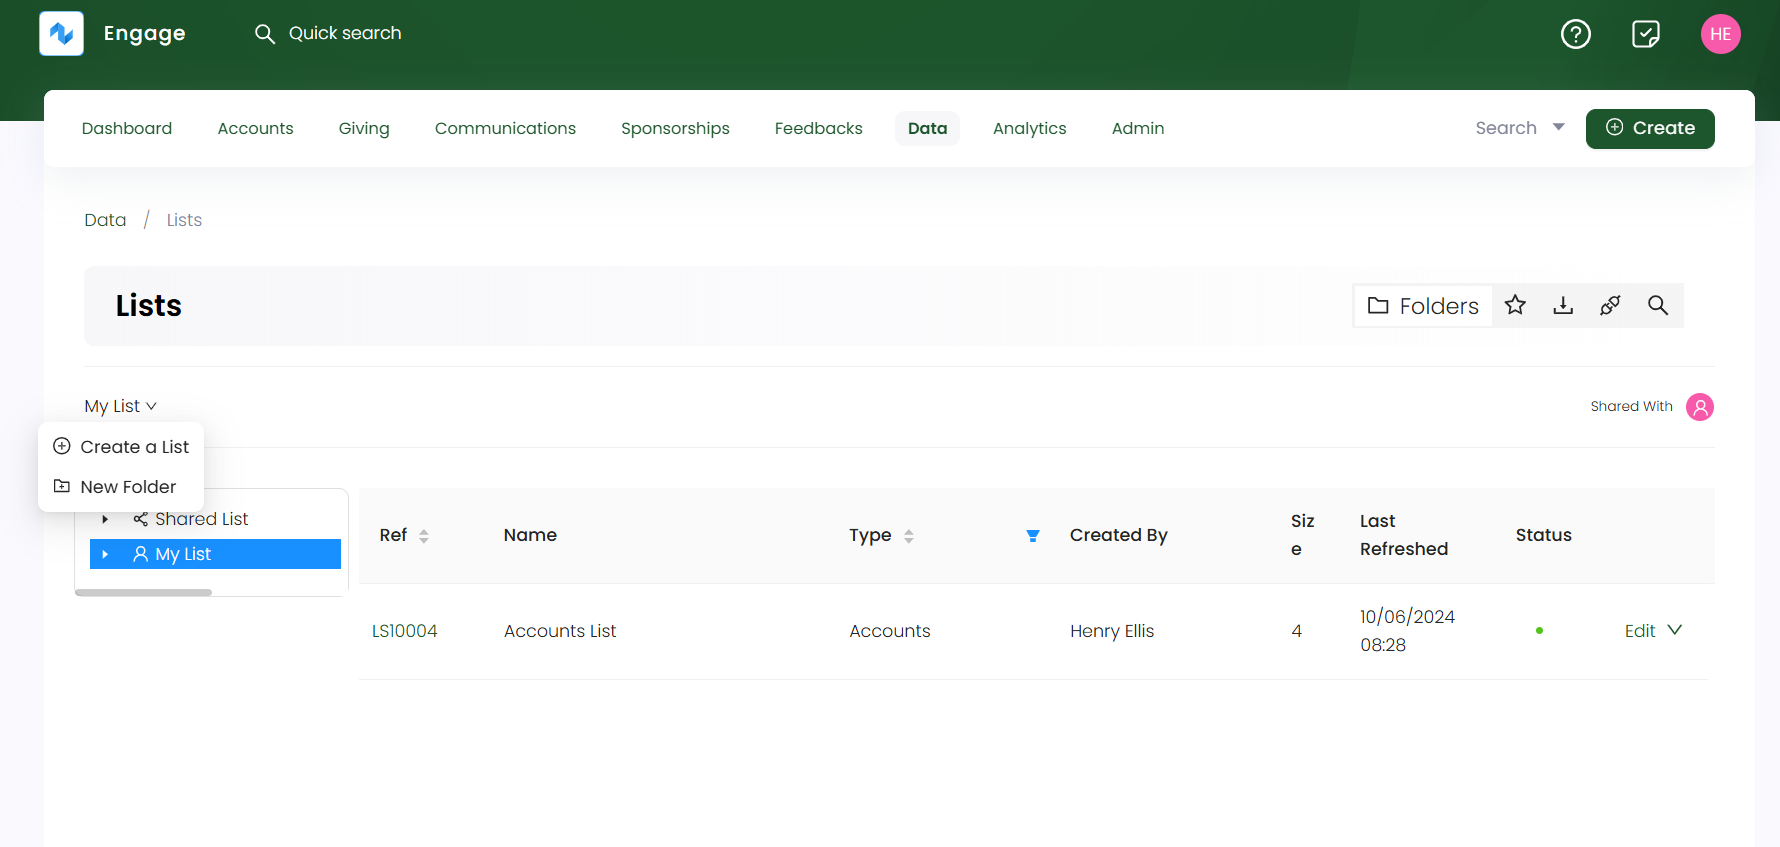 Engage
Quick search
HE
Dashboard Accounts Giving Communications Sponsorships Feedbacks Data Analytics Admin Search Create
Data / Lists
Lists
Folders
My List
Shared With
Create a List
New Folder
Shared List
My List
Ref Name Type Created By Siz
e Last
Refreshed Status
LS10004 Accounts List Accounts Henry Ellis 4 10/06/2024
08:28 Edit